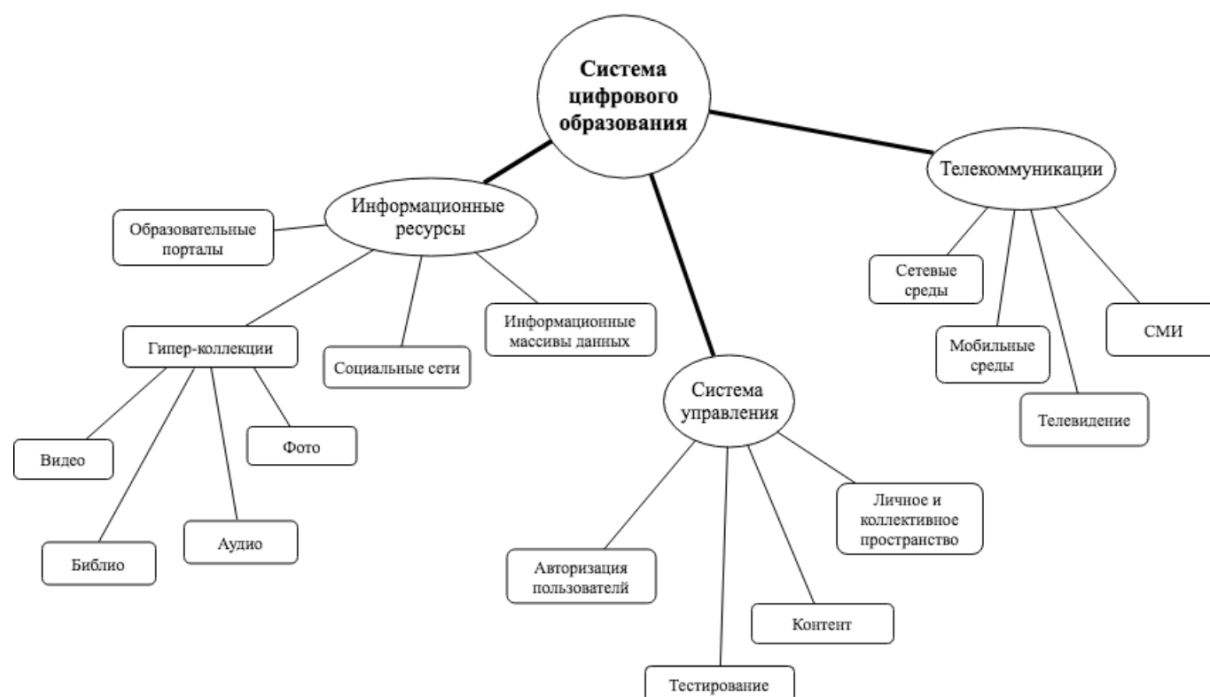 Система
цифрового
образования
Телекоммуникации
Информационные
ресурсы
Образовательные
порталы
Сетевые
среды
Информационные
массивы данных
СМИ
Гипер-коллекции
Мобильные
среды
Социальные сети
Система
управления
Телевидение
Фото
Видео
Личное и
коллективное
пространство
Аудио
Библио
Авторизация
пользователй
Контент
Тестирование